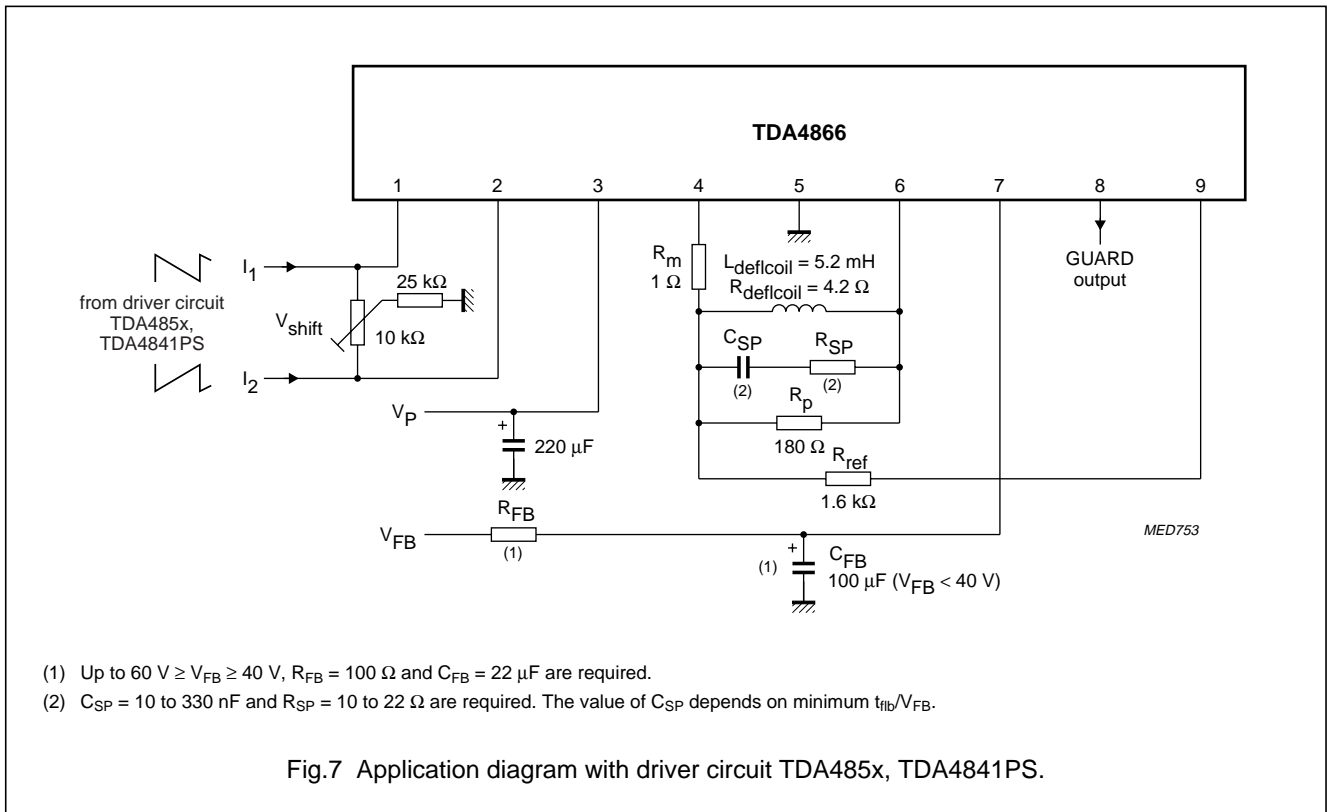 TDA4866
1 2 3 4 5 6 7 8 9
I1
I2
from driver circuit
TDA485x,
TDA4841PS
Vshift
25 kΩ
10 kΩ
VP
+
220 μF
Rm
1 Ω
Ldeflcoil = 5.2 mH
Rdeflcoil = 4.2 Ω
CSP
(2)
RSP
(2)
Rp
180 Ω
Rref
1.6 kΩ
GUARD
output
VFB
RFB
(1)
(1)
+
CFB
100 μF (VFB < 40 V)
MED753
(1) Up to 60 V ≥ VFB ≥ 40 V, RFB = 100 Ω and CFB = 22 μF are required.
(2) CSP = 10 to 330 nF and RSP = 10 to 22 Ω are required. The value of CSP depends on minimum tflb/VFB.
Fig.7 Application diagram with driver circuit TDA485x, TDA4841PS.